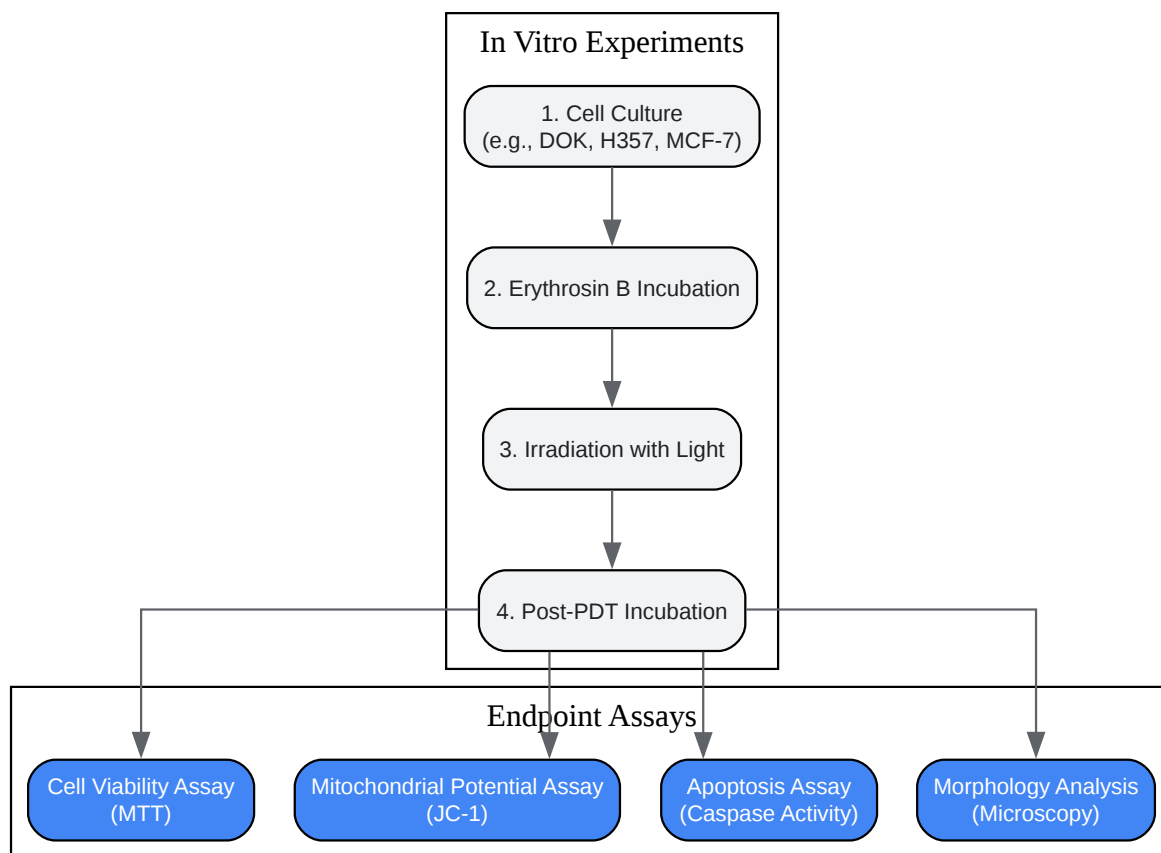 In Vitro Experiments
1. Cell Culture
(e.g., DOK, H357, MCF-7)
2. Erythrosin B Incubation
3. Irradiation with Light
4. Post-PDT Incubation
Endpoint Assays
Cell Viability Assay
(MTT)
Mitochondrial Potential Assay
(JC-1)
Apoptosis Assay
(Caspase Activity)
Morphology Analysis
(Microscopy)